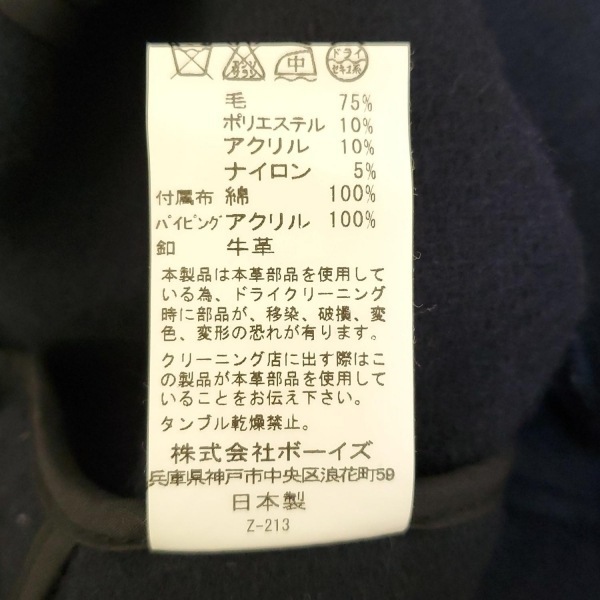 中 ドライ セキユ系
毛 75%
ポリエステル 10%
アクリル 10%
ナイロン 5%
付属布 綿 100%
パイピング アクリル 100%
釦 牛革
本製品は本革部品を使用して
いる為、ドライクリーニング
時に部品が、移染、破損、変
色、変形の恐れが有ります。
クリーニング店に出す際はこ
の製品が本革部品を使用して
いることをお伝え下さい。
タンブル乾燥禁止。
株式会社ボーイズ
兵庫県神戸市中央区浪花町59
日本製
Z-213